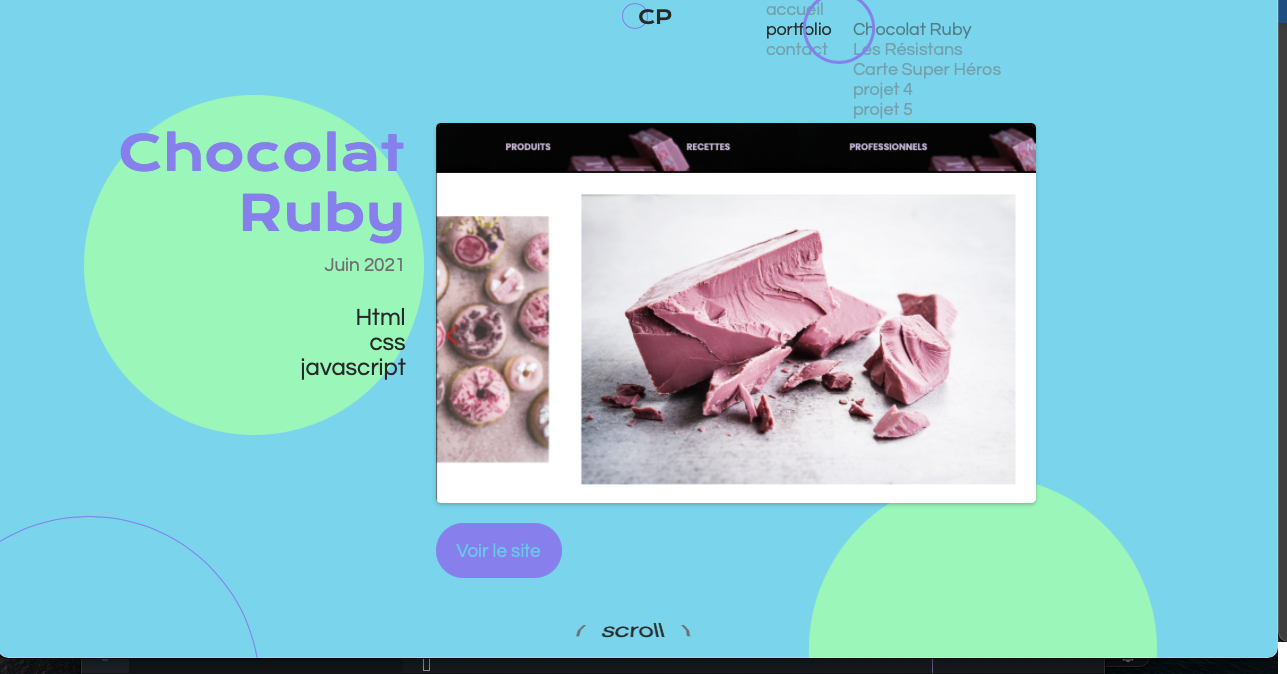 CP
accueil
portfolio
contact
Chocolat Ruby
Les Résistans
Carte Super Héros
projet 4
projet 5
Chocolat
Ruby
Juin 2021
Html
css
javascript
PRODUITS
RECETTES
PROFESSIONNELS
Voir le site
scroll